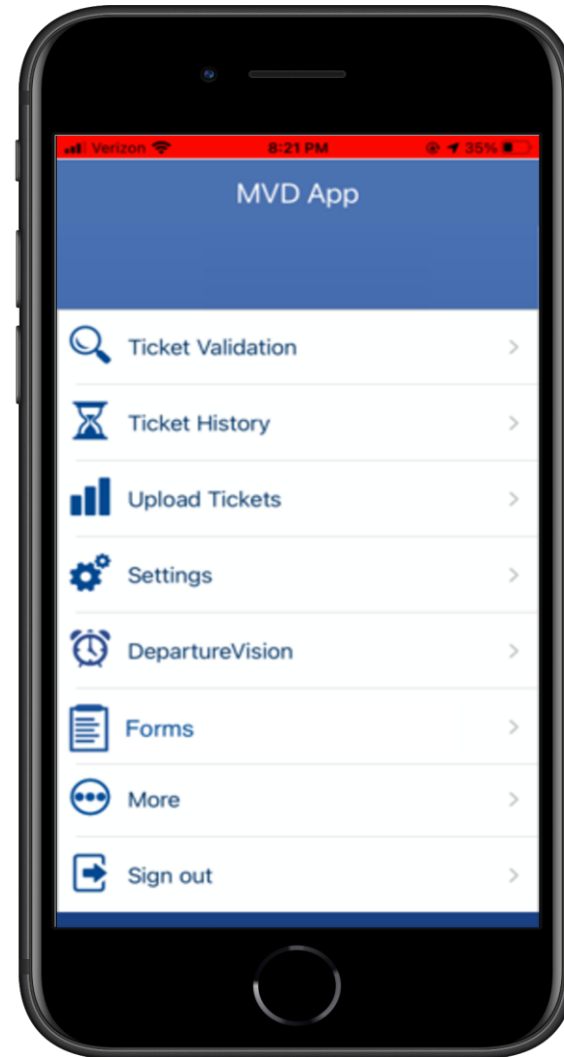 Verizon 8:21 PM 35%
MVD App
Ticket Validation
Ticket History
Upload Tickets
Settings
DepartureVision
Forms
More
Sign out